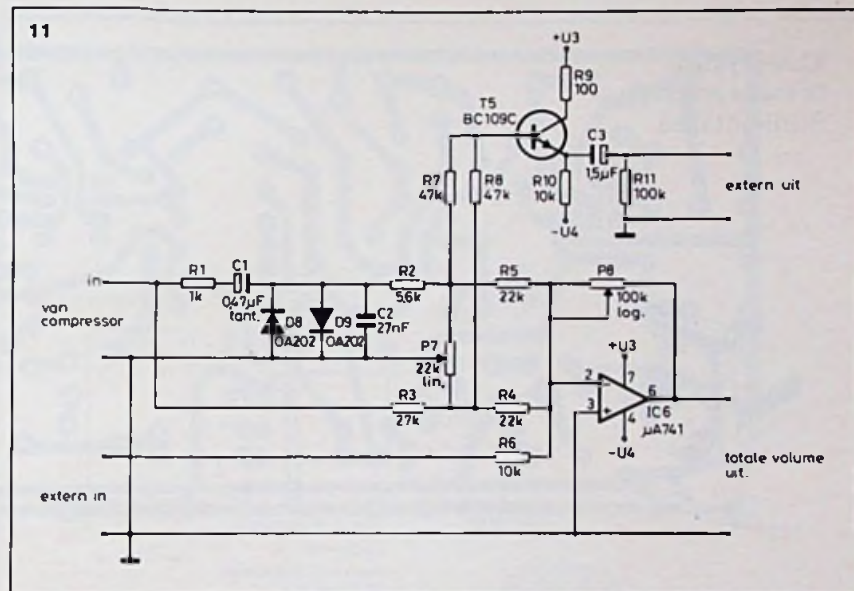 11
+U3
R9
100
T5
BC109C
C3
1,5µF
R7
47k
R8
47k
R10
10k
R11
100k
extern uit
-U4
in
R1
1k
C1
0,47µF
tant.
R2
5,6k
R5
22k
P8
100k
log.
van
compressor
D8
OA202
D9
OA202
C2
27nF
P7
22k
lin.
+U3
2
7
6
3
4
IC6
µA741
-U4
R3
27k
R4
22k
R6
10k
extern in
totale volume
uit.